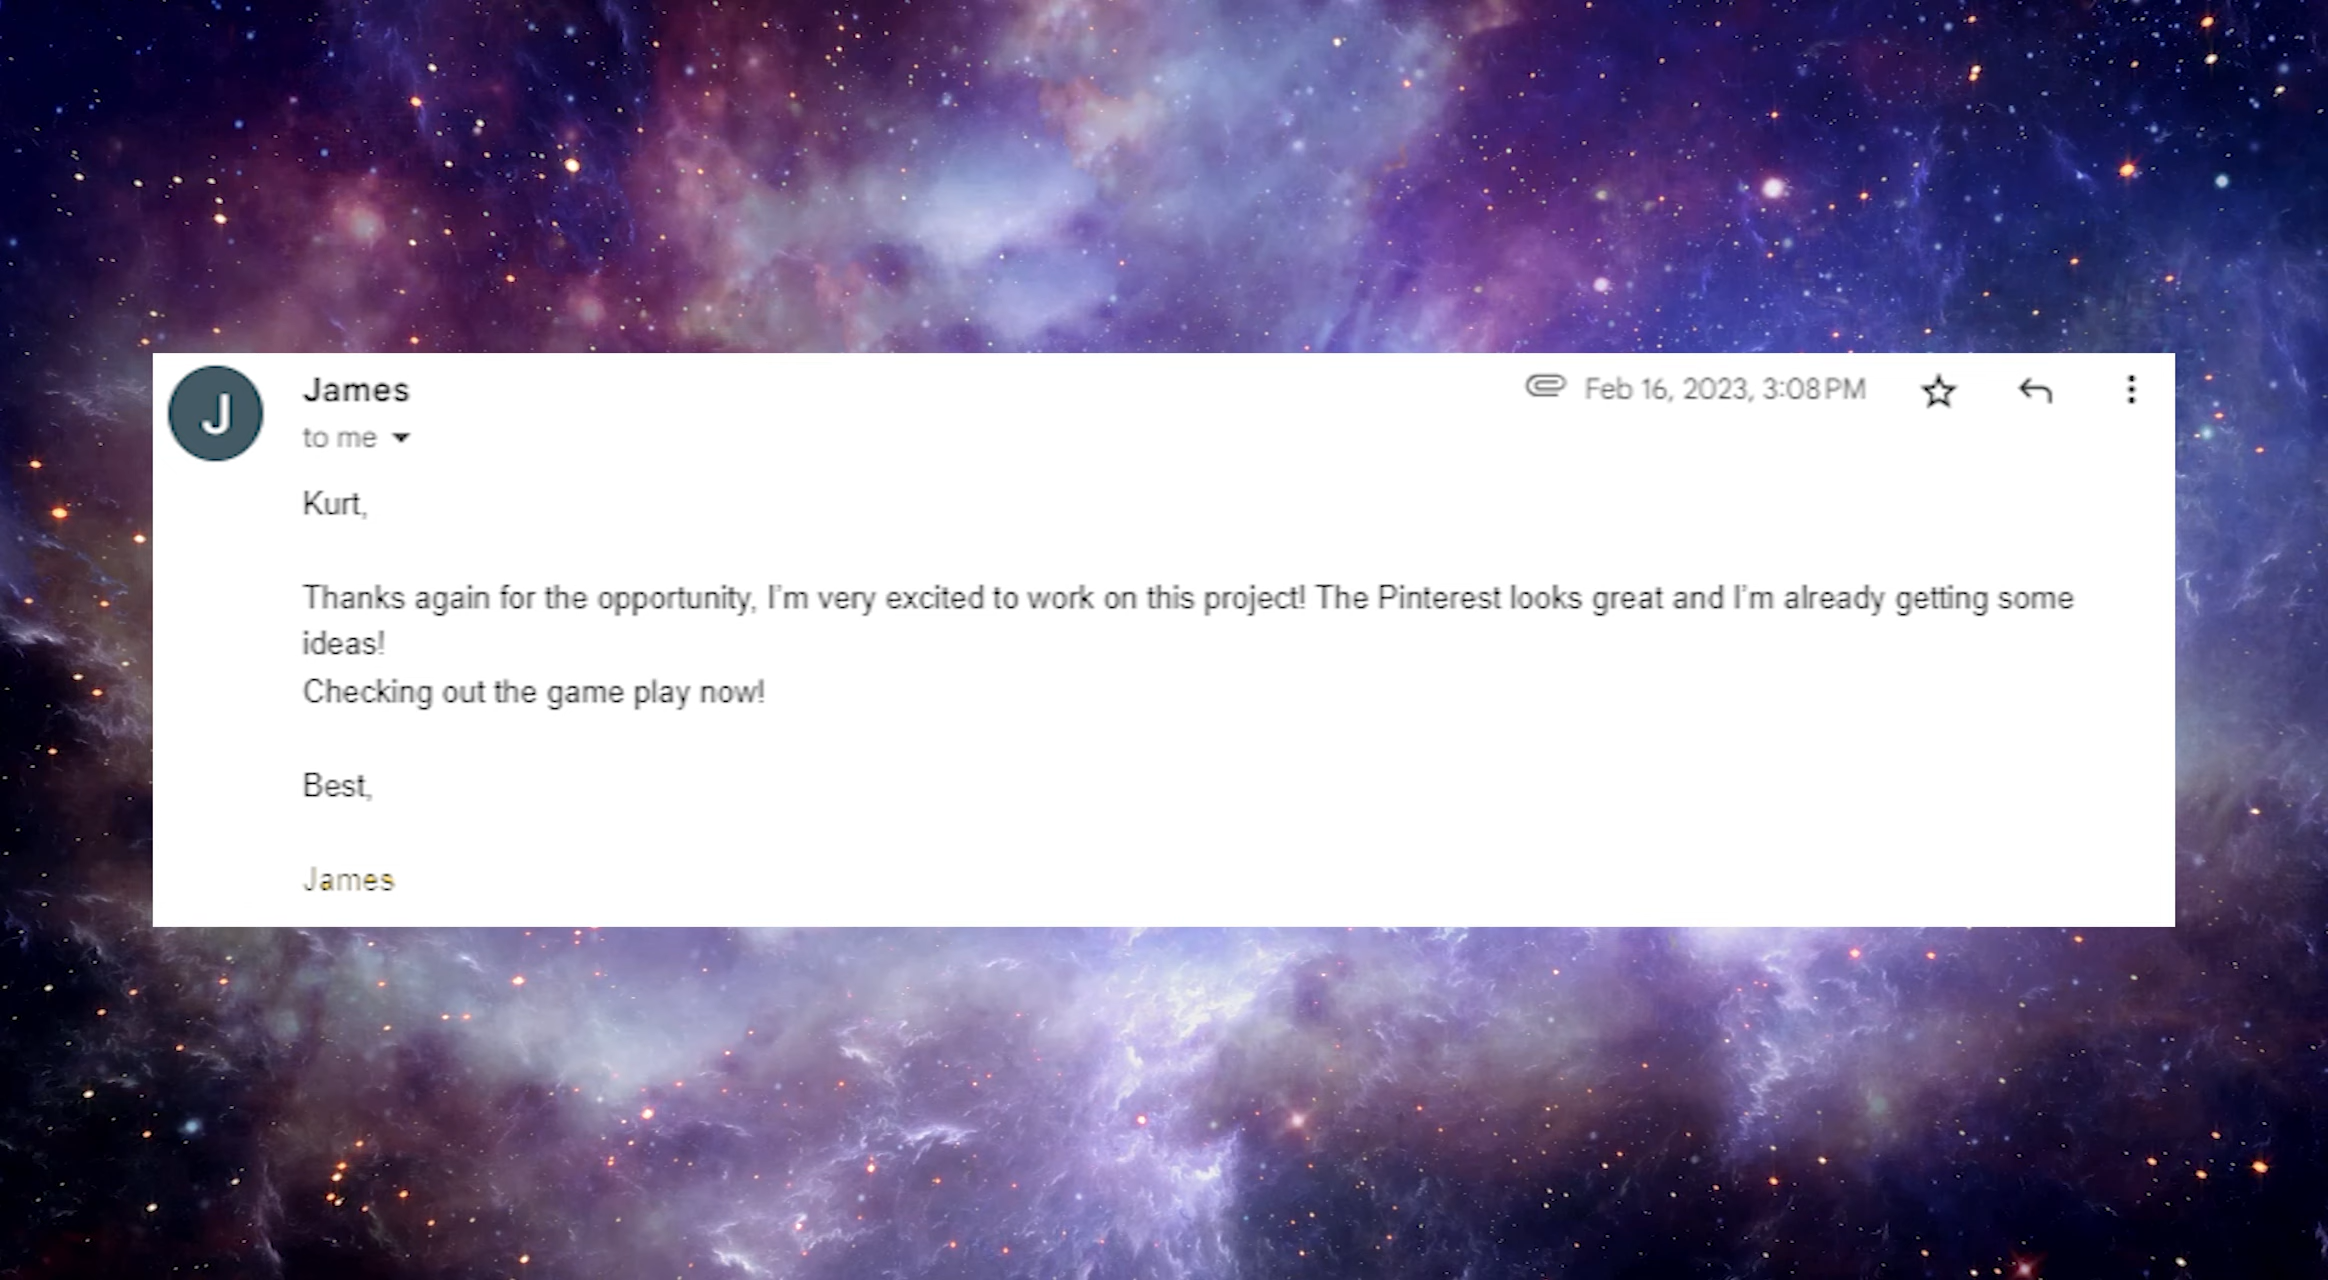 J
James
Feb 16, 2023, 3:08 PM
to me
Kurt,
Thanks again for the opportunity, I'm very excited to work on this project! The Pinterest looks great and I'm already getting some
ideas!
Checking out the game play now!
Best,
James